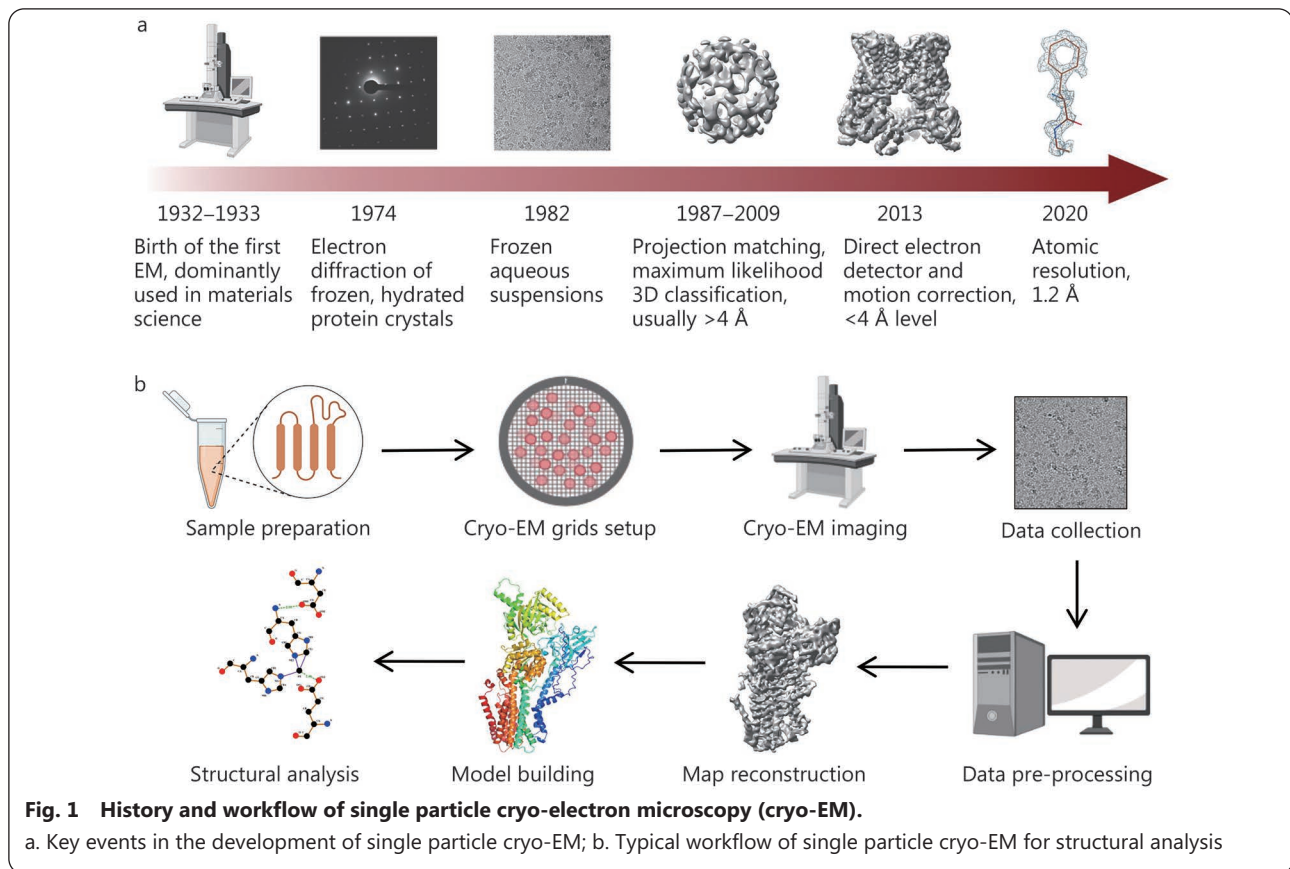 a
1932–1933
Birth of the first
EM, dominantly
used in materials
science
1974
Electron
diffraction of
frozen, hydrated
protein crystals
1982
Frozen
aqueous
suspensions
1987–2009
Projection matching,
maximum likelihood
3D classification,
usually >4 Å
2013
Direct electron
detector and
motion correction,
<4 Å level
2020
Atomic
resolution,
1.2 Å
b
Sample preparation
Cryo-EM grids setup
Cryo-EM imaging
Data collection
Structural analysis
Model building
Map reconstruction
Data pre-processing
Fig. 1 History and workflow of single particle cryo-electron microscopy (cryo-EM).
a. Key events in the development of single particle cryo-EM; b. Typical workflow of single particle cryo-EM for structural analysis